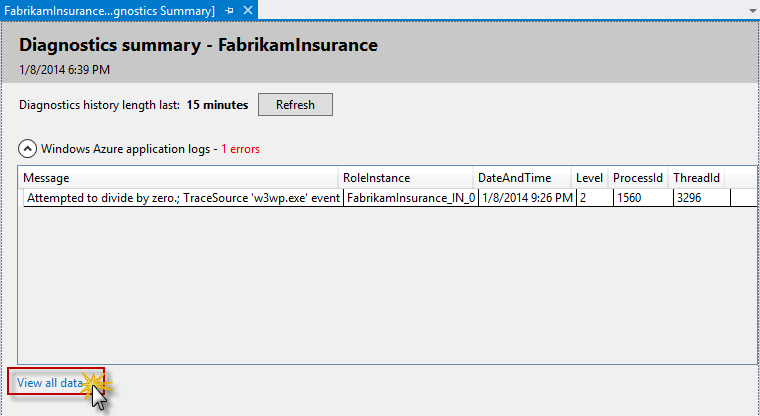 FabrikamInsurance...gnostics Summary]
Diagnostics summary - FabrikamInsurance
1/8/2014 6:39 PM
Diagnostics history length last: 15 minutes Refresh
Windows Azure application logs - 1 errors
Message RoleInstance DateAndTime Level ProcessId ThreadId
Attempted to divide by zero.; TraceSource 'w3wp.exe' event FabrikamInsurance_IN_0 1/8/2014 9:26 PM 2 1560 3296
View all data